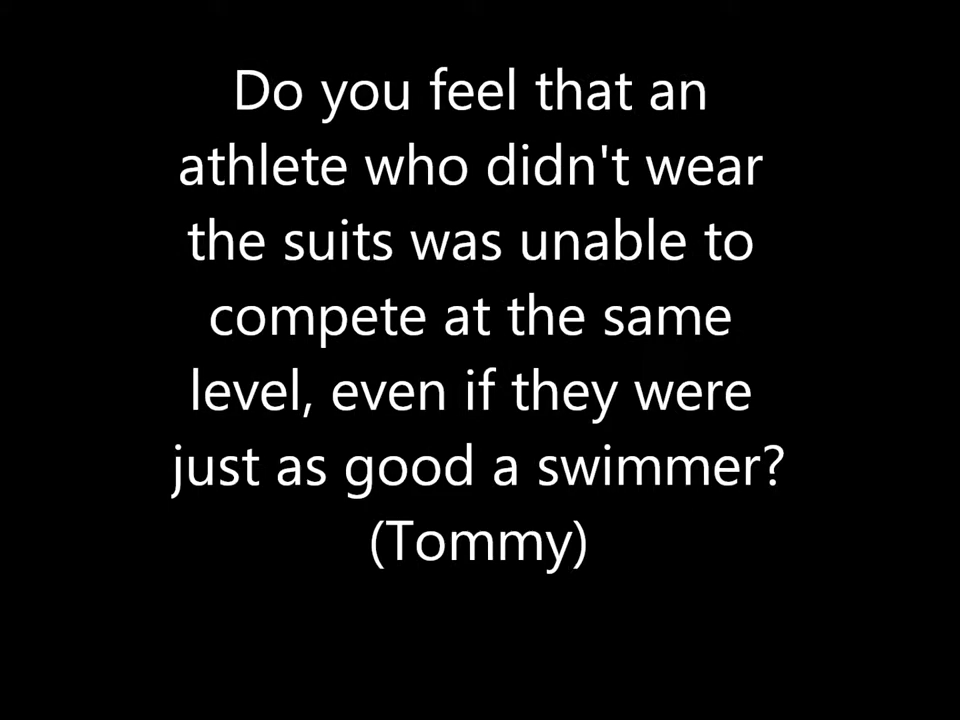 Do you feel that an
athlete who didn't wear
the suits was unable to
compete at the same
level, even if they were
just as good a swimmer?
(Tommy)